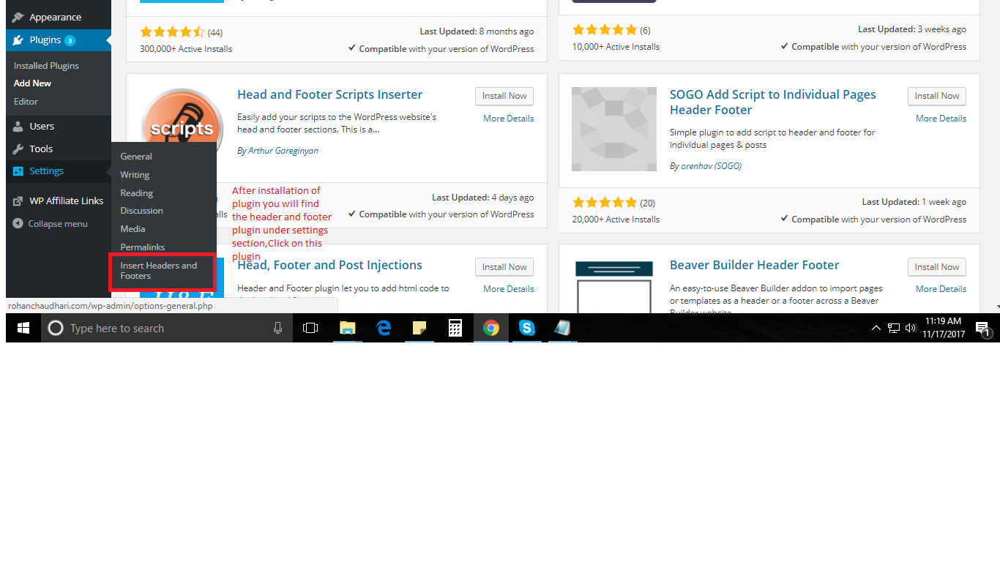 Appearance
Plugins 3
Installed Plugins
Add New
Editor
Users
Tools
Settings
WP Affiliate Links
Collapse menu
General
Writing
Reading
Discussion
Media
Permalinks
Insert Headers and
Footers
(44)
300,000+ Active Installs
Last Updated: 8 months ago
Compatible with your version of WordPress
(6)
10,000+ Active Installs
Last Updated: 3 weeks ago
Compatible with your version of WordPress
scripts
Head and Footer Scripts Inserter
Install Now
More Details
Easily add your scripts to the WordPress website's
head and footer sections. This is a...
By Arthur Gareginyan
Last Updated: 4 days ago
Compatible with your version of WordPress
After installation of
plugin you will find
the header and footer
plugin under settings
section,Click on this
plugin
SOGO Add Script to Individual Pages
Header Footer
Install Now
More Details
Simple plugin to add script to header and footer for
individual pages & posts
By orenhav (SOGO)
(20)
20,000+ Active Installs
Last Updated: 1 week ago
Compatible with your version of WordPress
Head, Footer and Post Injections
Install Now
More Details
Header and Footer plugin let you to add html code to
Beaver Builder Header Footer
Install Now
More Details
An easy-to-use Beaver Builder addon to import pages
or templates as a header or a footer across a Beaver
Builder website
rohanchaudhari.com/wp-admin/options-general.php
Type here to search
11:19 AM
11/17/2017
1